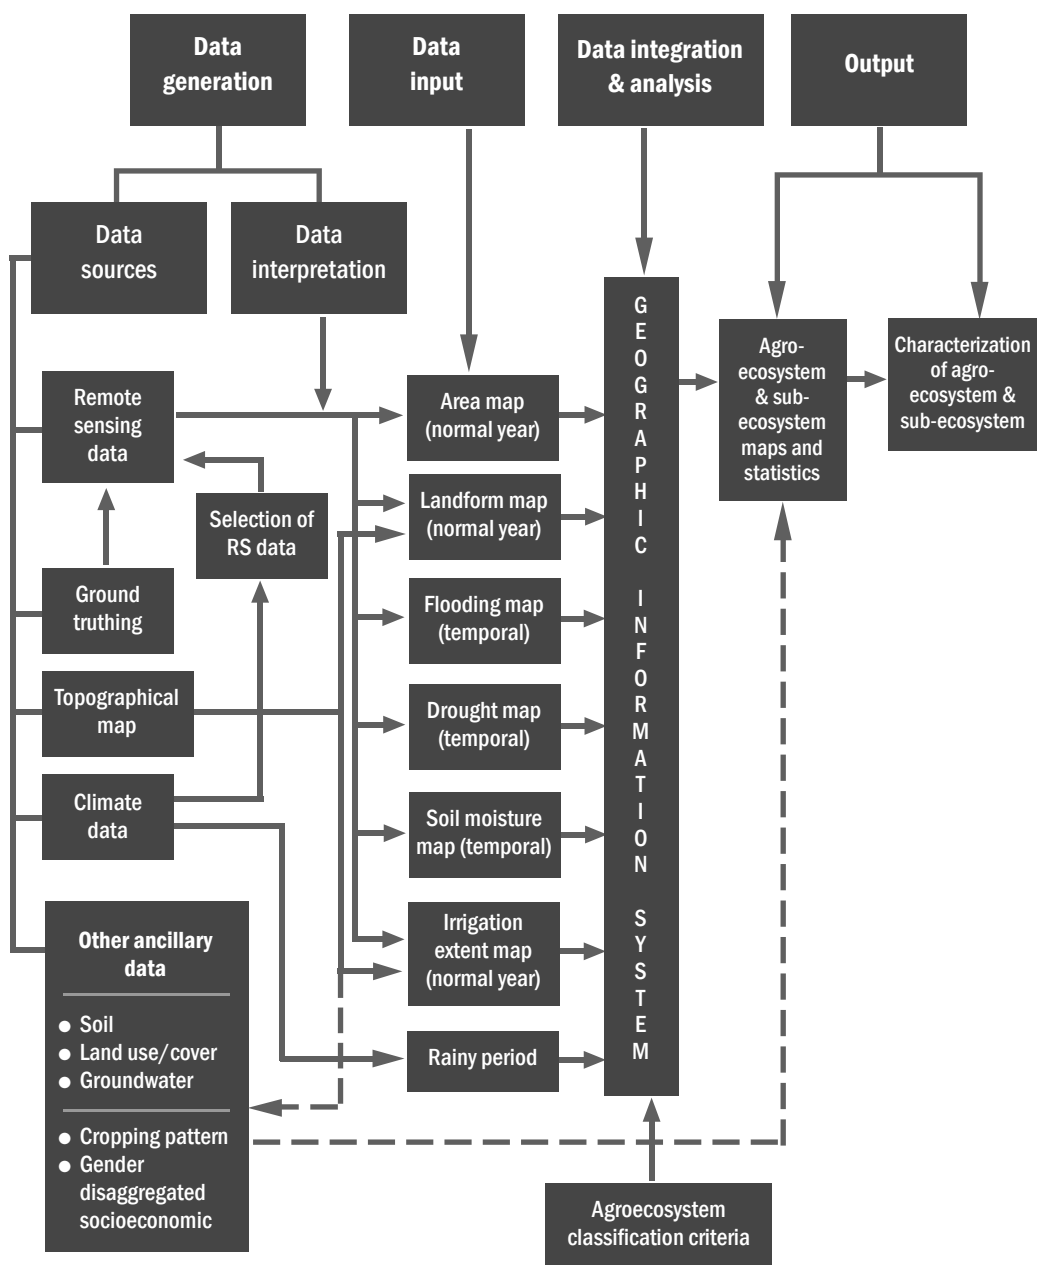 Data
generation
Data
input
Data integration
& analysis
Output
Data
sources
Data
interpretation
Remote
sensing
data
Selection of
RS data
Ground
truthing
Topographical
map
Climate
data
Other ancillary
data
● Soil
● Land use/cover
● Groundwater
● Cropping pattern
● Gender
disaggregated
socioeconomic
Area map
(normal year)
Landform map
(normal year)
Flooding map
(temporal)
Drought map
(temporal)
Soil moisture
map (temporal)
Irrigation
extent map
(normal year)
Rainy period
GEOGRAPHIC INFORMATION SYSTEM
Agro-
ecosystem
& sub-
ecosystem
maps and
statistics
Characterization
of agro-
ecosystem &
sub-ecosystem
Agroecosystem
classification criteria